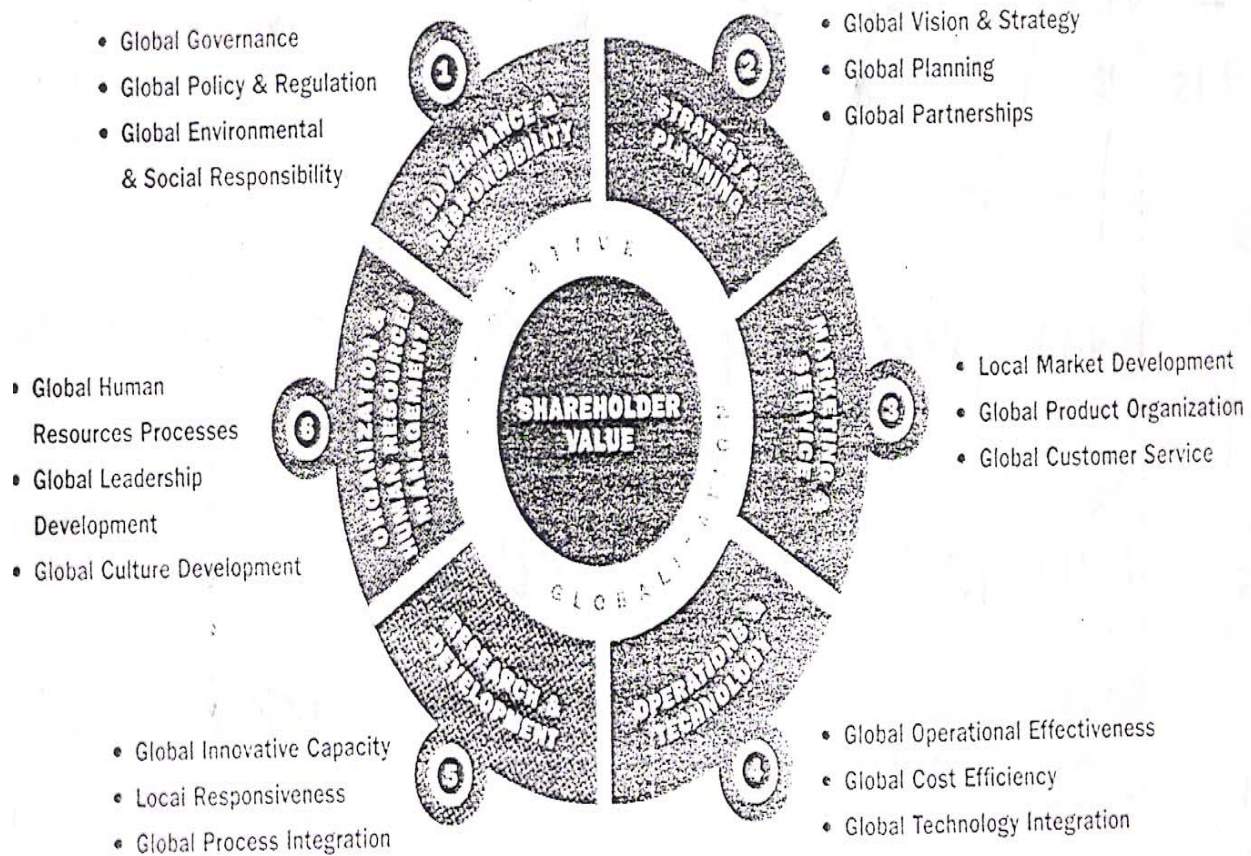 • Global Governance
• Global Policy & Regulation
• Global Environmental
& Social Responsibility
1
GOVERNANCE &
RESPONSIBILITY
• Global Vision & Strategy
• Global Planning
• Global Partnerships
2
STRATEGY &
PLANNING
• Local Market Development
• Global Product Organization
• Global Customer Service
3
MARKETING &
SERVICE
• Global Operational Effectiveness
• Global Cost Efficiency
• Global Technology Integration
4
OPERATIONS &
TECHNOLOGY
• Global Innovative Capacity
• Local Responsiveness
• Global Process Integration
5
RESEARCH &
DEVELOPMENT
• Global Human
Resources Processes
• Global Leadership
Development
• Global Culture Development
6
ORGANIZATION &
HUMAN RESOURCES
MANAGEMENT
SHAREHOLDER
VALUE